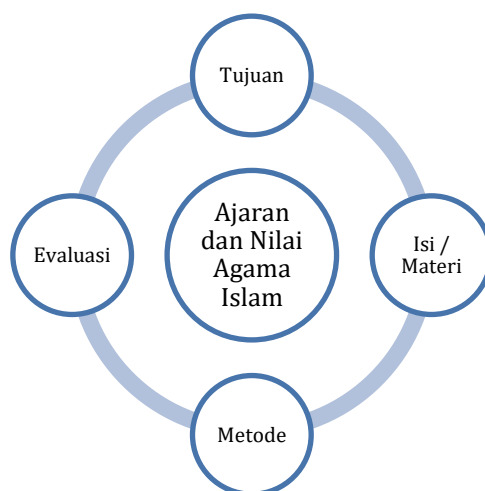 Tujuan
Ajaran
dan Nilai
Agama
Islam
Isi /
Materi
Evaluasi
Metode